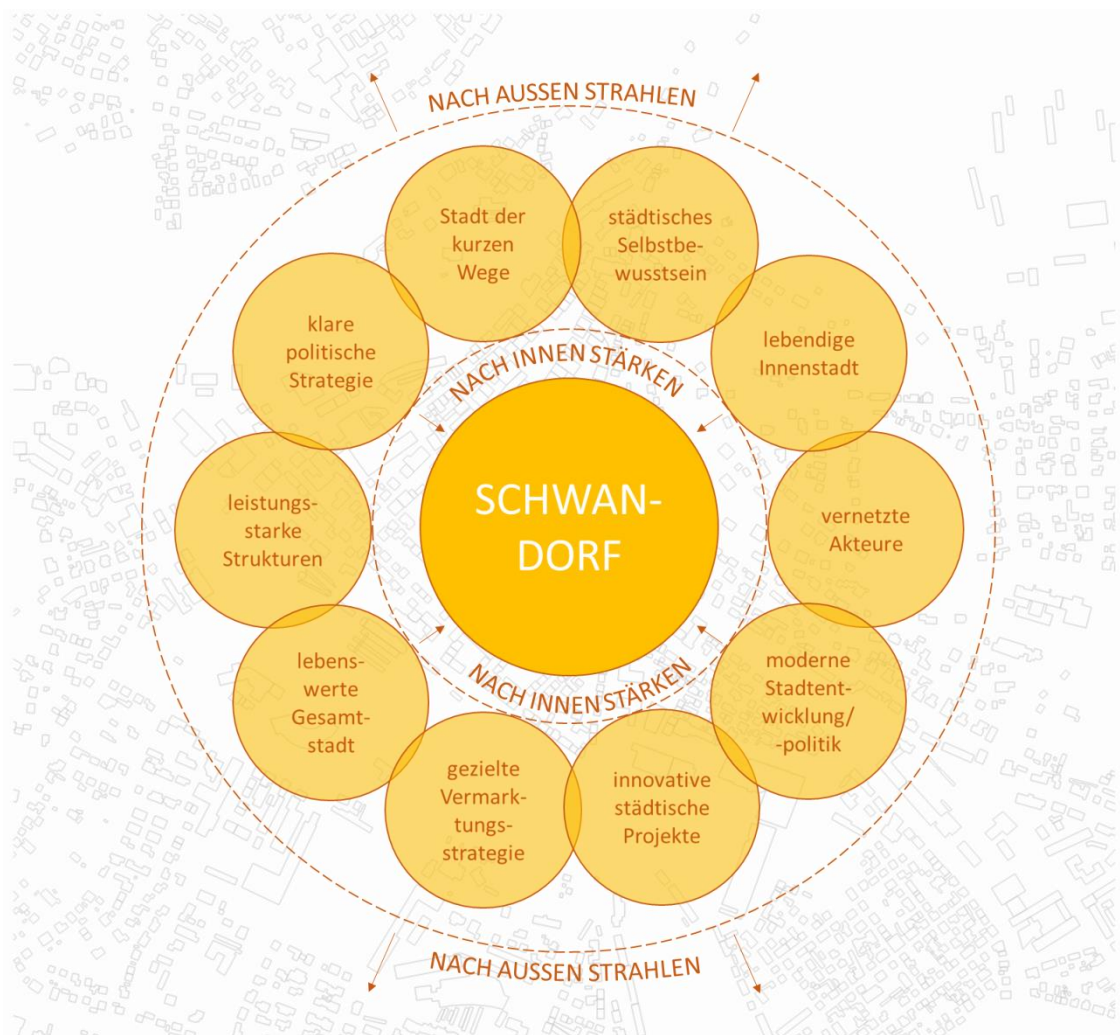 NACH AUSSEN STRAHLEN
Stadt der
kurzen
Wege
städtisches
Selbstbe-
wusstsein
klare
politische
Strategie
lebendige
Innenstadt
NACH INNEN STÄRKEN
leistungs-
starke
Strukturen
SCHWAN-
DORF
vernetzte
Akteure
NACH INNEN STÄRKEN
lebens-
werte
Gesamt-
stadt
moderne
Stadtent-
wicklung/
-politik
gezielte
Vermark-
tungs-
strategie
innovative
städtische
Projekte
NACH AUSSEN STRAHLEN